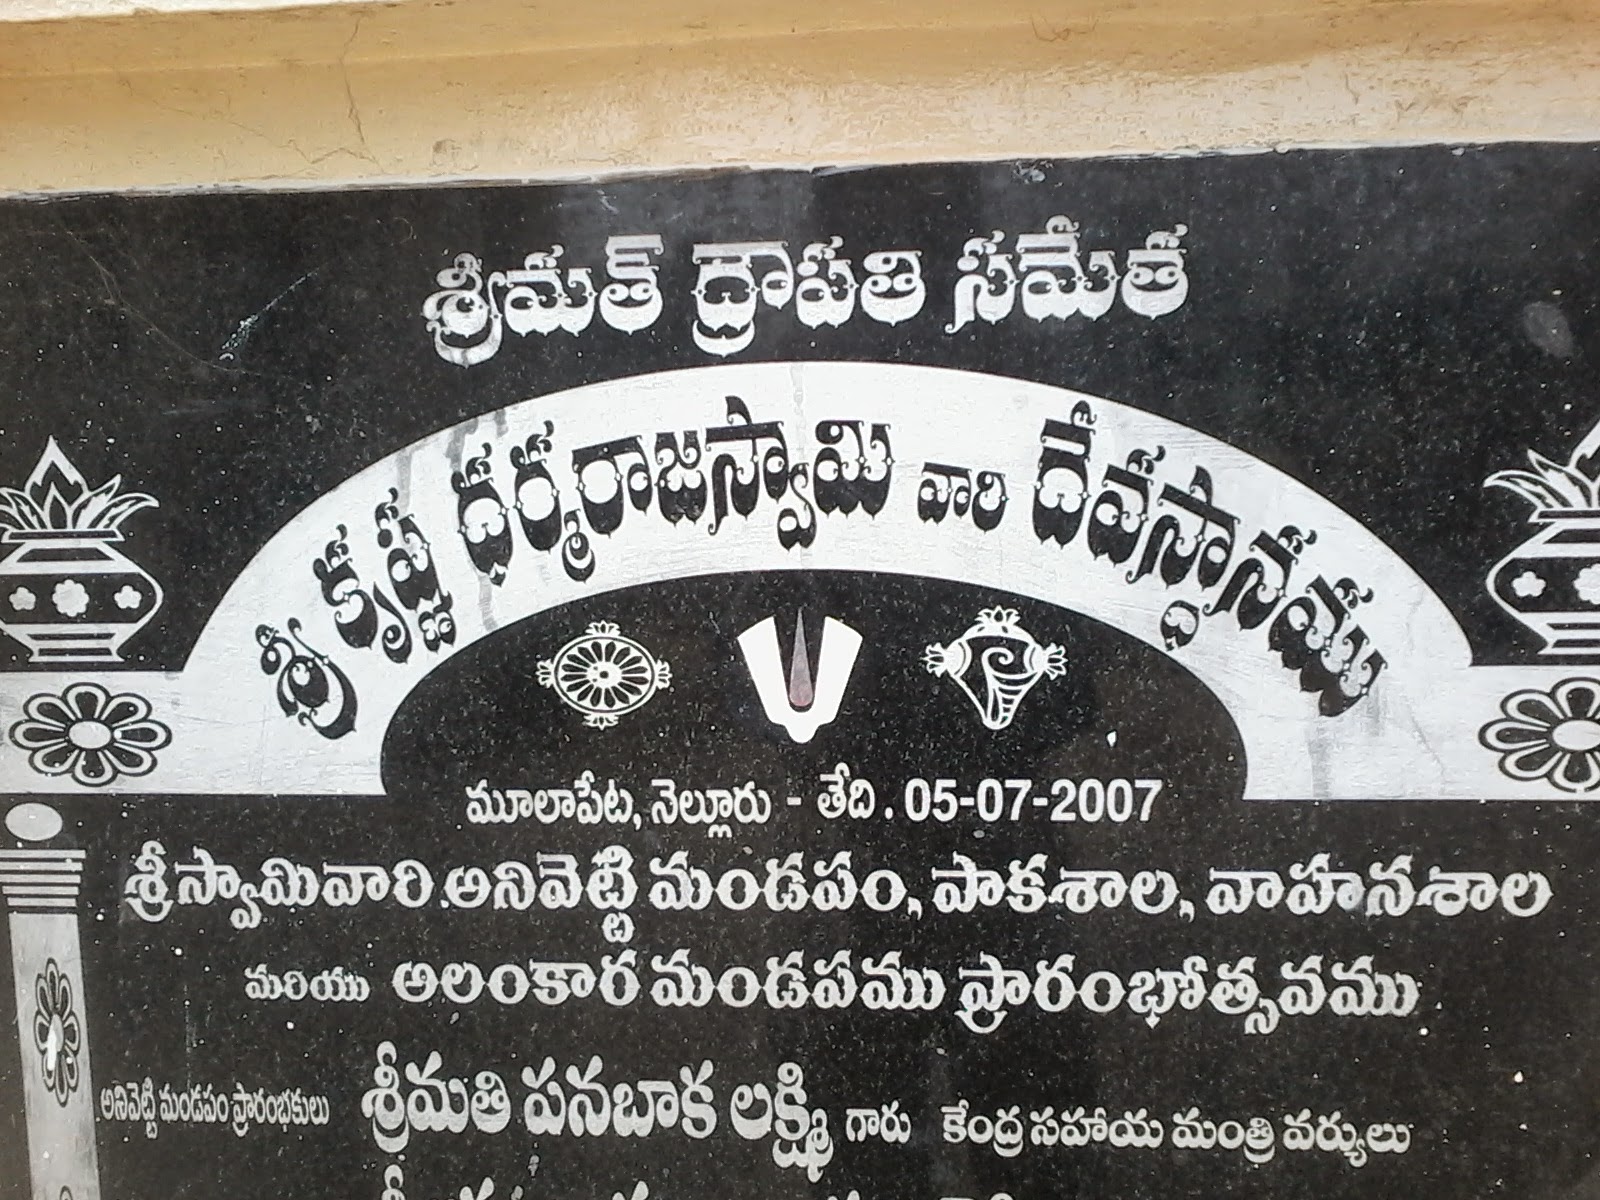 శ్రీమత్ ద్రౌపతి సమేత
శ్రీ కృష్ణ ధర్మరాజస్వామి వారి దేవస్థానము
మూలాపేట, నెల్లూరు - తేది. 05-07-2007
శ్రీస్వామివారి అనివెట్టి మండపం, పాకశాల, వాహనశాల
మరియు అలంకార మండపము ప్రారంభోత్సవము
అనివెట్టి మండపం ప్రారంభకులు శ్రీమతి పనబాక లక్ష్మి గారు కేంద్ర సహాయ మంత్రి వర్యులు